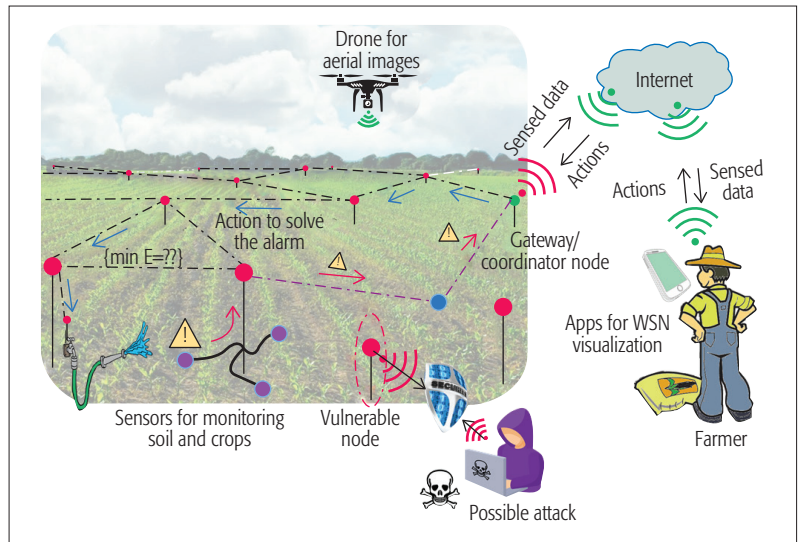 Drone for
aerial images
Internet
Sensed data
Actions
Actions
Sensed
data
Action to solve
the alarm
{min E=??}
Gateway/
coordinator node
Apps for WSN
visualization
Sensors for monitoring
soil and crops
Vulnerable
node
Farmer
Possible attack